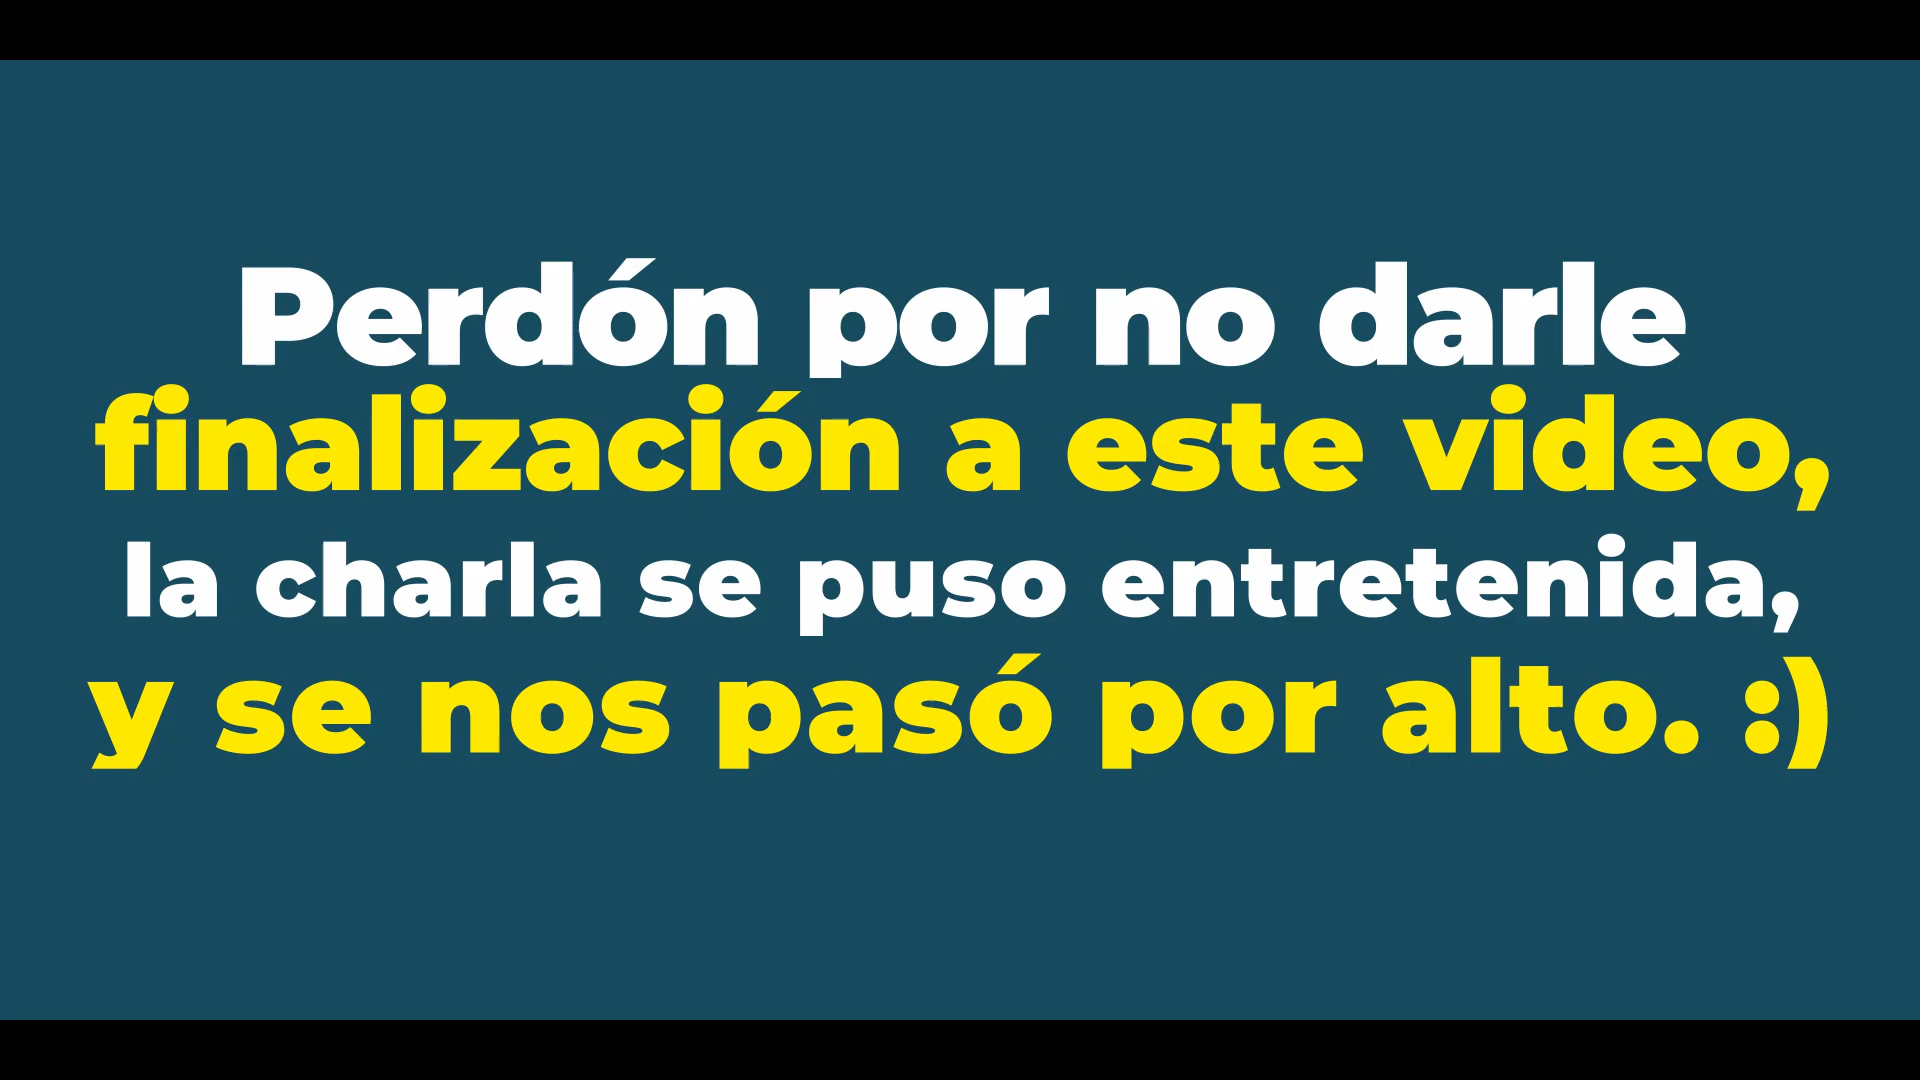 Perdón por no darle
finalización a este video,
la charla se puso entretenida,
y se nos pasó por alto. :)